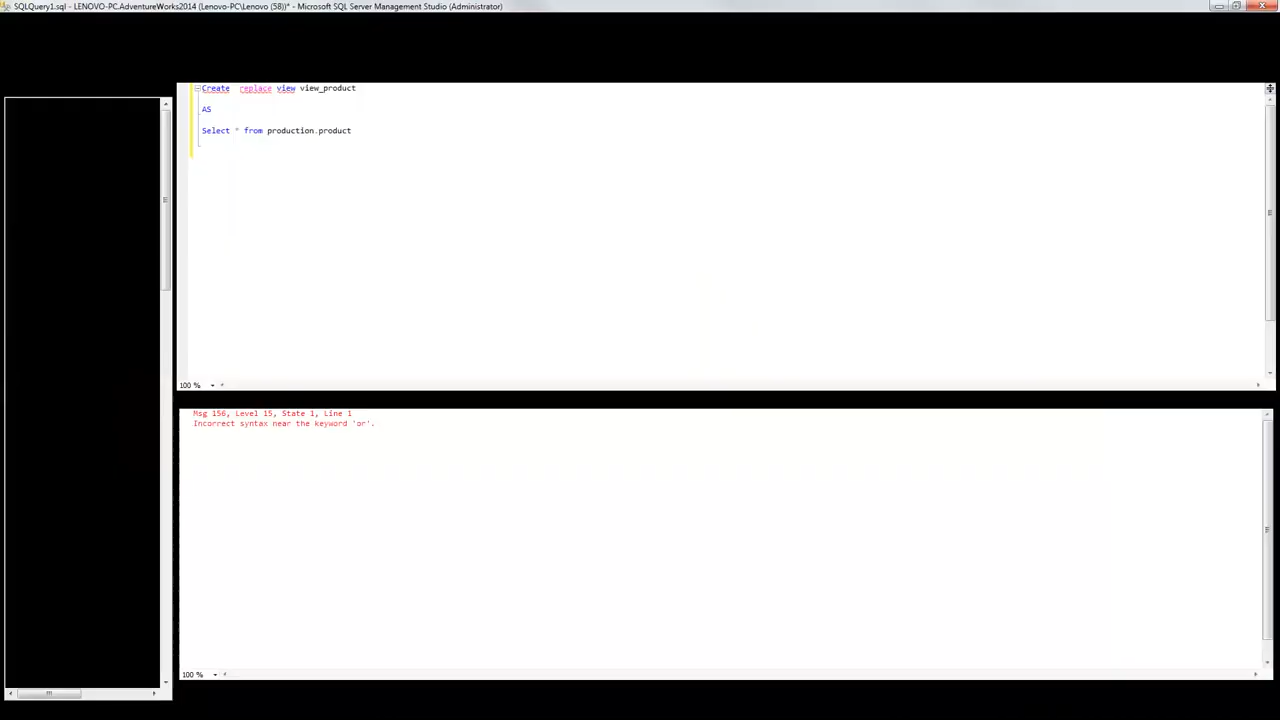 SQLQuery1.sql - LENOVO-PC.AdventureWorks2014 (Lenovo-PC\Lenovo (58))* - Microsoft SQL Server Management Studio (Administrator)
Create  replace view view_product
AS
Select * from production.product
100 %
Msg 156, Level 15, State 1, Line 1
Incorrect syntax near the keyword 'or'.
100 %